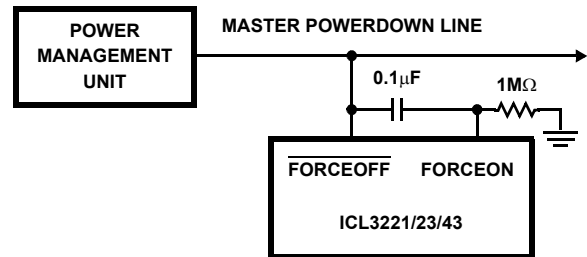 POWER
MANAGEMENT
UNIT
MASTER POWERDOWN LINE
0.1μF
1MΩ
FORCEOFF FORCEON
ICL3221/23/43